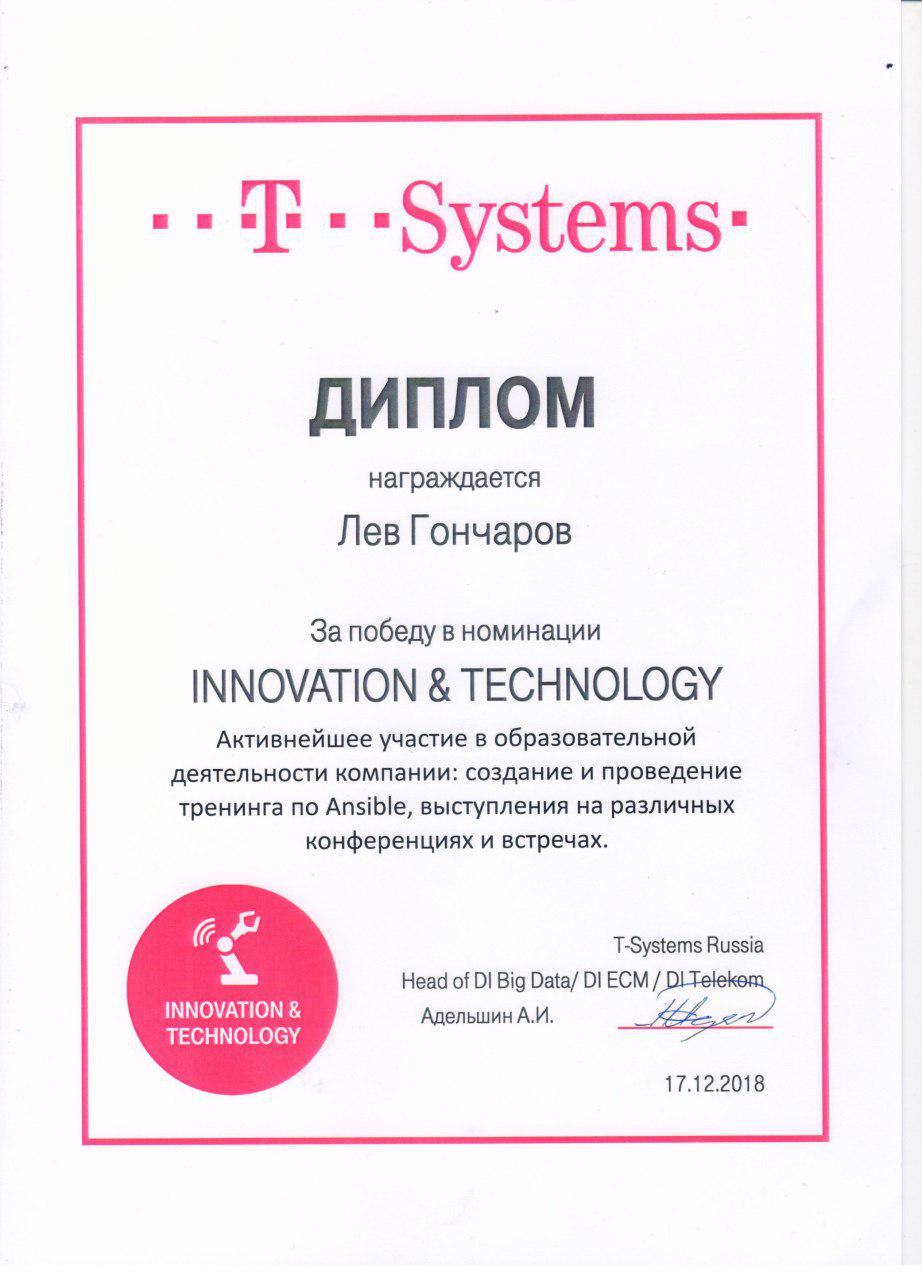 T Systems
ДИПЛОМ
награждается
Лев Гончаров
За победу в номинации
INNOVATION & TECHNOLOGY
Активнейшее участие в образовательной
деятельности компании: создание и проведение
тренинга по Ansible, выступления на различных
конференциях и встречах.
INNOVATION &
TECHNOLOGY
T-Systems Russia
Head of DI Big Data/ DI ECM / DI Telekom
Адельшин А.И.
17.12.2018